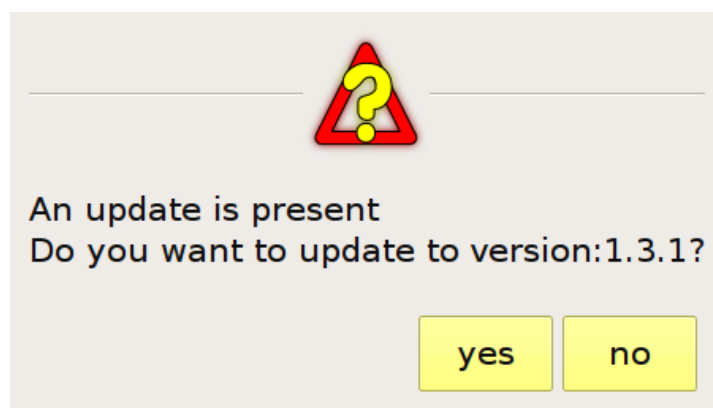 An update is present
Do you want to update to version:1.3.1?
yes no